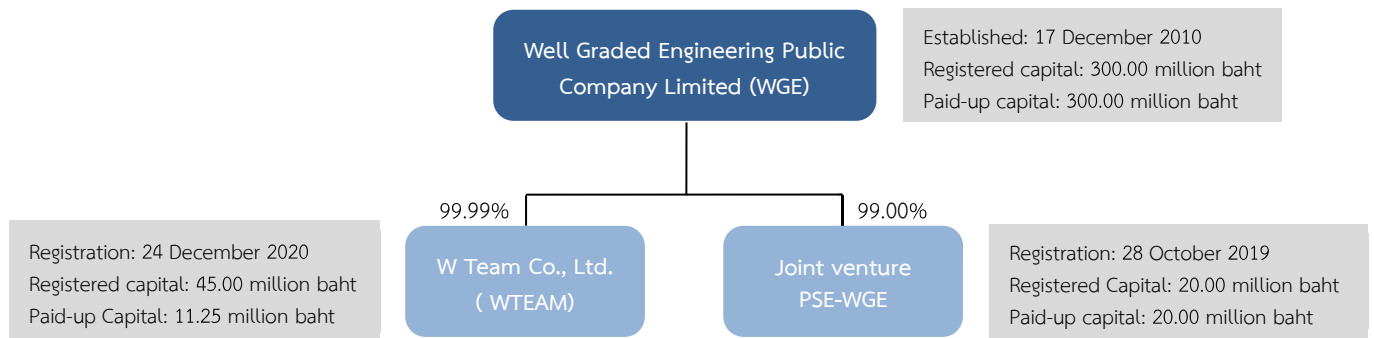 Well Graded Engineering Public
Company Limited (WGE)
Established: 17 December 2010
Registered capital: 300.00 million baht
Paid-up capital: 300.00 million baht
99.99%
99.00%
Registration: 24 December 2020
Registered capital: 45.00 million baht
Paid-up Capital: 11.25 million baht
W Team Co., Ltd.
( WTEAM)
Joint venture
PSE-WGE
Registration: 28 October 2019
Registered Capital: 20.00 million baht
Paid-up capital: 20.00 million baht